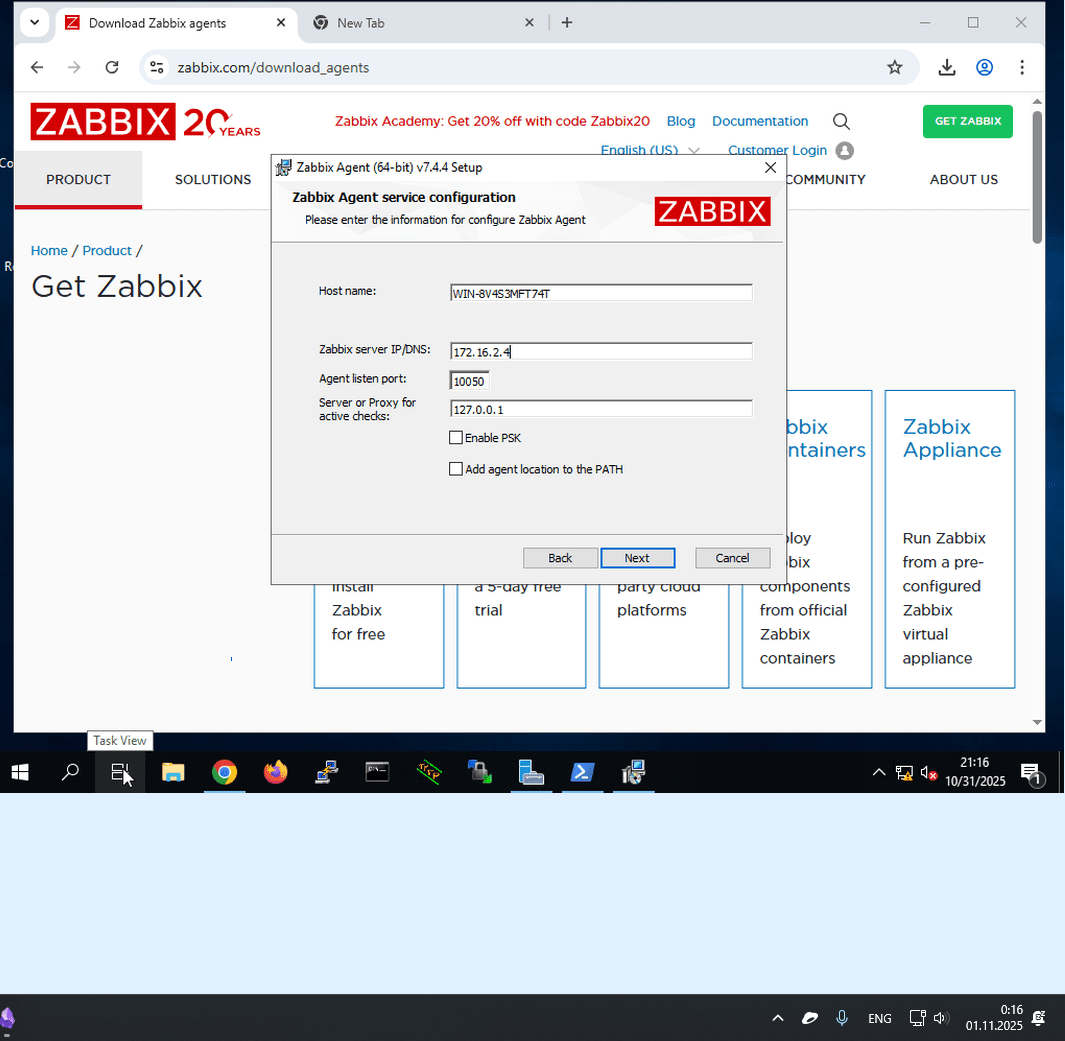 Download Zabbix agents
New Tab
zabbix.com/download_agents
ZABBIX 20 YEARS
Zabbix Academy: Get 20% off with code Zabbix20
Blog
Documentation
GET ZABBIX
English (US)
Customer Login
PRODUCT
SOLUTIONS
COMMUNITY
ABOUT US
Co
Home / Product /
Get Zabbix
Zabbix Agent (64-bit) v7.4.4 Setup
Zabbix Agent service configuration
Please enter the information for configure Zabbix Agent
ZABBIX
Host name:
WIN-8V4S3MFT74T
Zabbix server IP/DNS:
172.16.2.4
Agent listen port:
10050
Server or Proxy for
active checks:
127.0.0.1
Enable PSK
Add agent location to the PATH
Back
Next
Cancel
install
Zabbix
for free
a 5-day free
trial
party cloud
platforms
bbix
ntainers
ploy
bbix
components
from official
Zabbix
containers
Zabbix
Appliance
Run Zabbix
from a pre-
configured
Zabbix
virtual
appliance
Task View
21:16
10/31/2025
1
ENG
0:16
01.11.2025